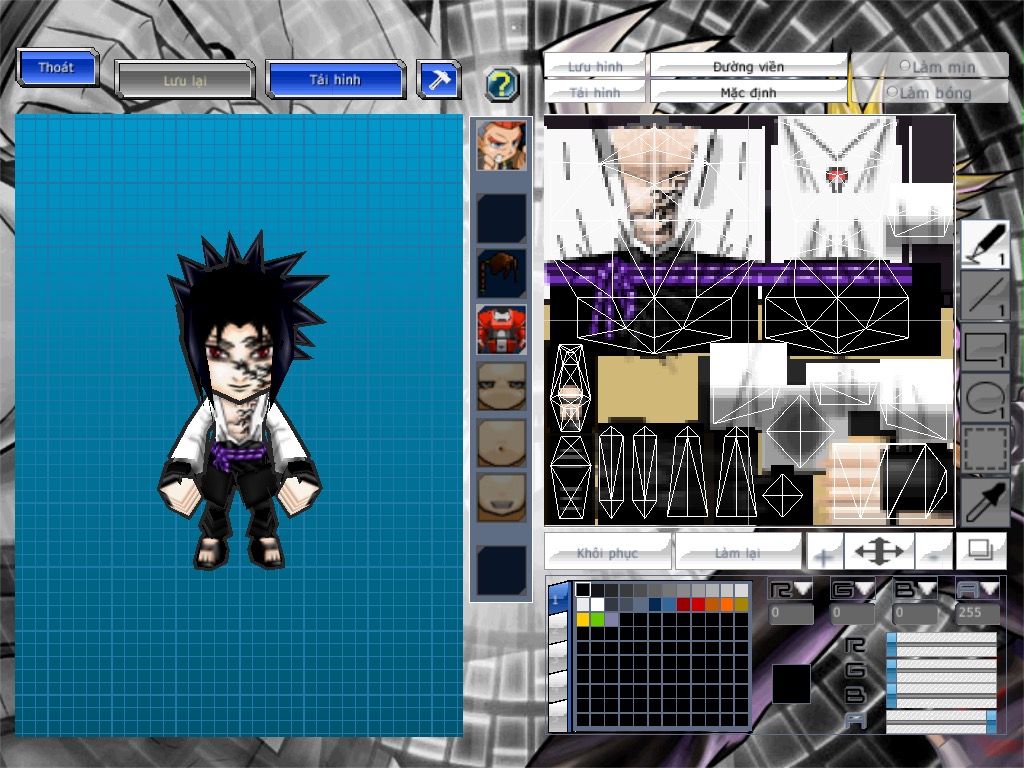 Thoát
Lưu lại
Tải hình
?
Lưu hình
Đường viền
Làm mịn
Tải hình
Mặc định
Làm bóng
1
1
1
1
Khôi phục
Làm lại
+
-
1
R
G
B
A
0
0
0
255
R
G
B
A